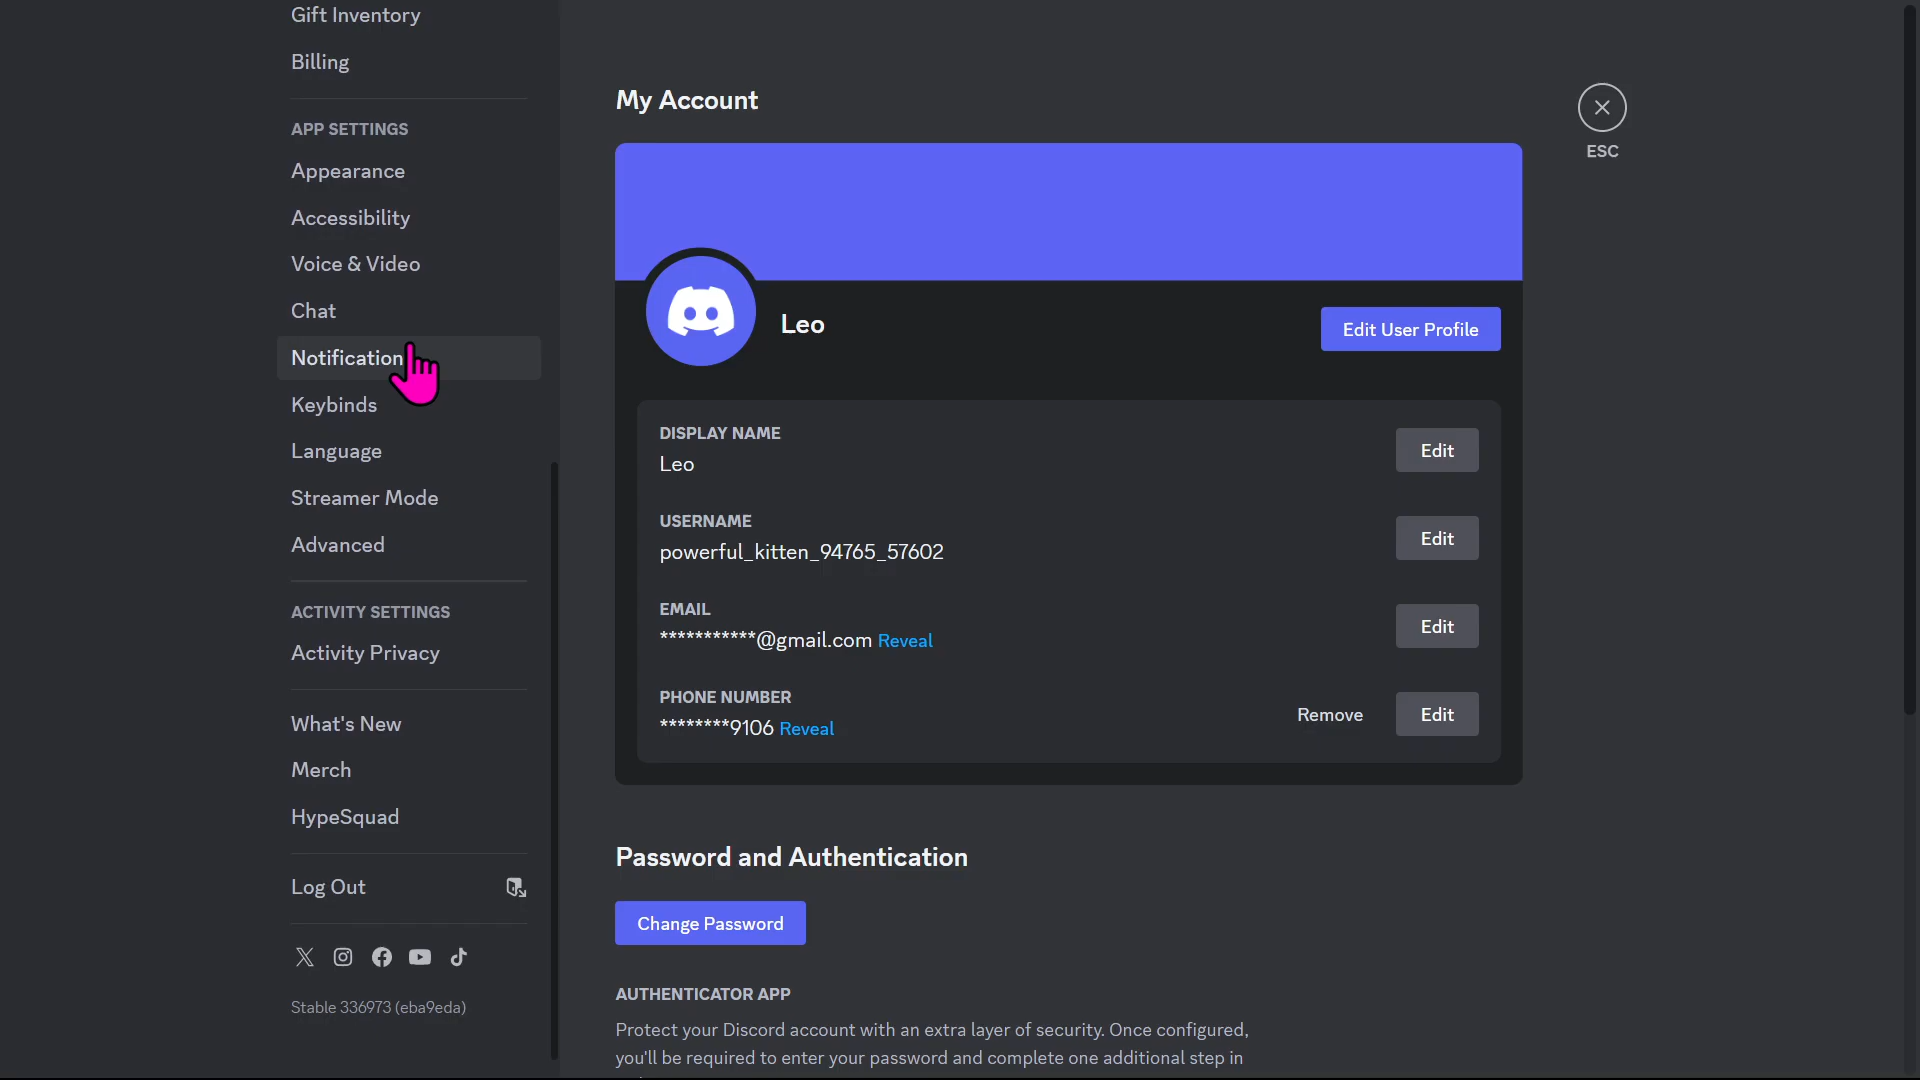 Gift Inventory
Billing
APP SETTINGS
Appearance
Accessibility
Voice & Video
Chat
Notification
Keybinds
Language
Streamer Mode
Advanced
ACTIVITY SETTINGS
Activity Privacy
What's New
Merch
HypeSquad
Log Out
Stable 336973 (eba9eda)
My Account
ESC
Leo
Edit User Profile
DISPLAY NAME
Leo
Edit
USERNAME
powerful_kitten_94765_57602
Edit
EMAIL
***********@gmail.com Reveal
Edit
PHONE NUMBER
********9106 Reveal
Remove
Edit
Password and Authentication
Change Password
AUTHENTICATOR APP
Protect your Discord account with an extra layer of security. Once configured,
you'll be required to enter your password and complete one additional step in